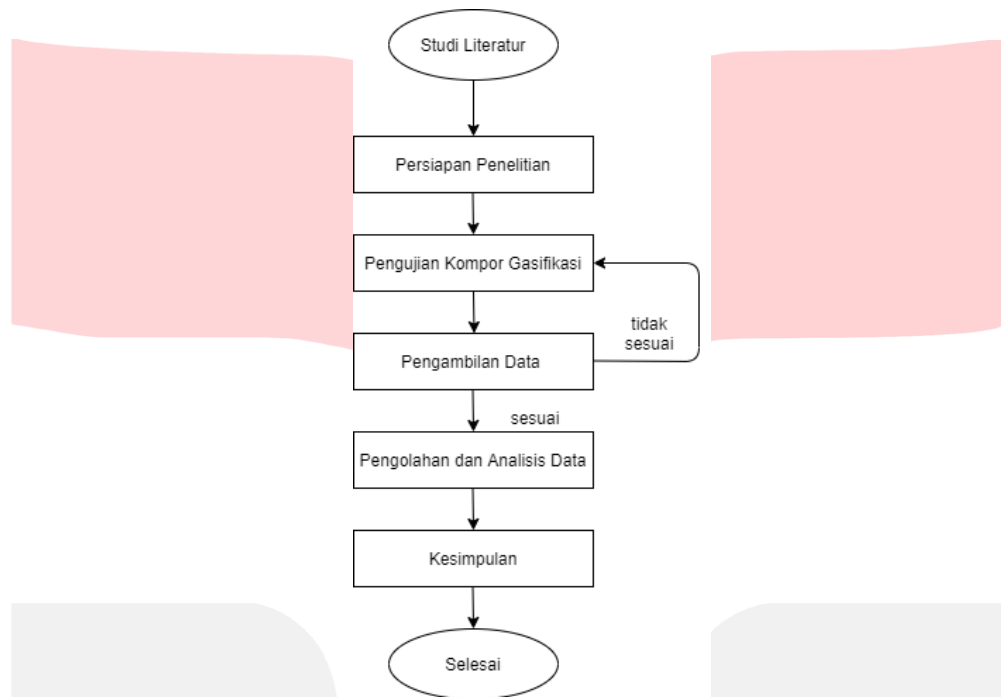 Studi Literatur
Persiapan Penelitian
Pengujian Kompor Gasifikasi
tidak
sesuai
Pengambilan Data
sesuai
Pengolahan dan Analisis Data
Kesimpulan
Selesai